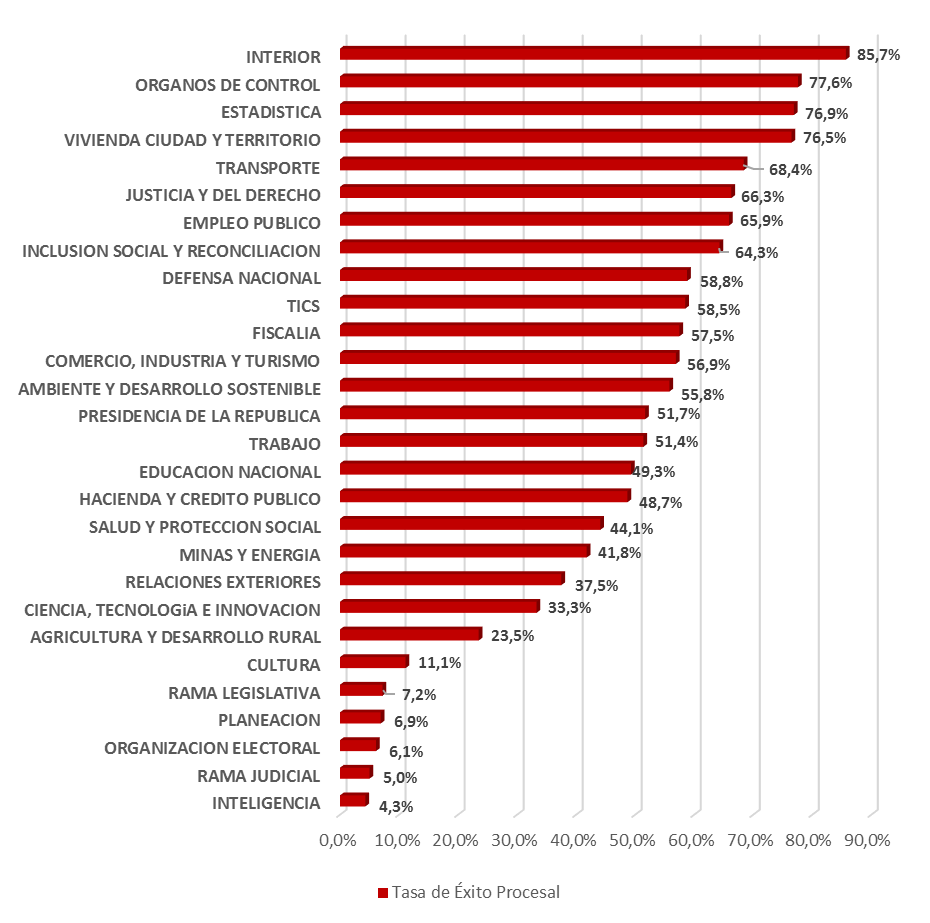 INTERIOR 85,7%
ORGANOS DE CONTROL 77,6%
ESTADISTICA 76,9%
VIVIENDA CIUDAD Y TERRITORIO 76,5%
TRANSPORTE 68,4%
JUSTICIA Y DEL DERECHO 66,3%
EMPLEO PUBLICO 65,9%
INCLUSION SOCIAL Y RECONCILIACION 64,3%
DEFENSA NACIONAL 58,8%
TICS 58,5%
FISCALIA 57,5%
COMERCIO, INDUSTRIA Y TURISMO 56,9%
AMBIENTE Y DESARROLLO SOSTENIBLE 55,8%
PRESIDENCIA DE LA REPUBLICA 51,7%
TRABAJO 51,4%
EDUCACION NACIONAL 49,3%
HACIENDA Y CREDITO PUBLICO 48,7%
SALUD Y PROTECCION SOCIAL 44,1%
MINAS Y ENERGIA 41,8%
RELACIONES EXTERIORES 37,5%
CIENCIA, TECNOLOGiA E INNOVACION 33,3%
AGRICULTURA Y DESARROLLO RURAL 23,5%
CULTURA 11,1%
RAMA LEGISLATIVA 7,2%
PLANEACION 6,9%
ORGANIZACION ELECTORAL 6,1%
RAMA JUDICIAL 5,0%
INTELIGENCIA 4,3%
0,0% 10,0% 20,0% 30,0% 40,0% 50,0% 60,0% 70,0% 80,0% 90,0%
Tasa de Éxito Procesal